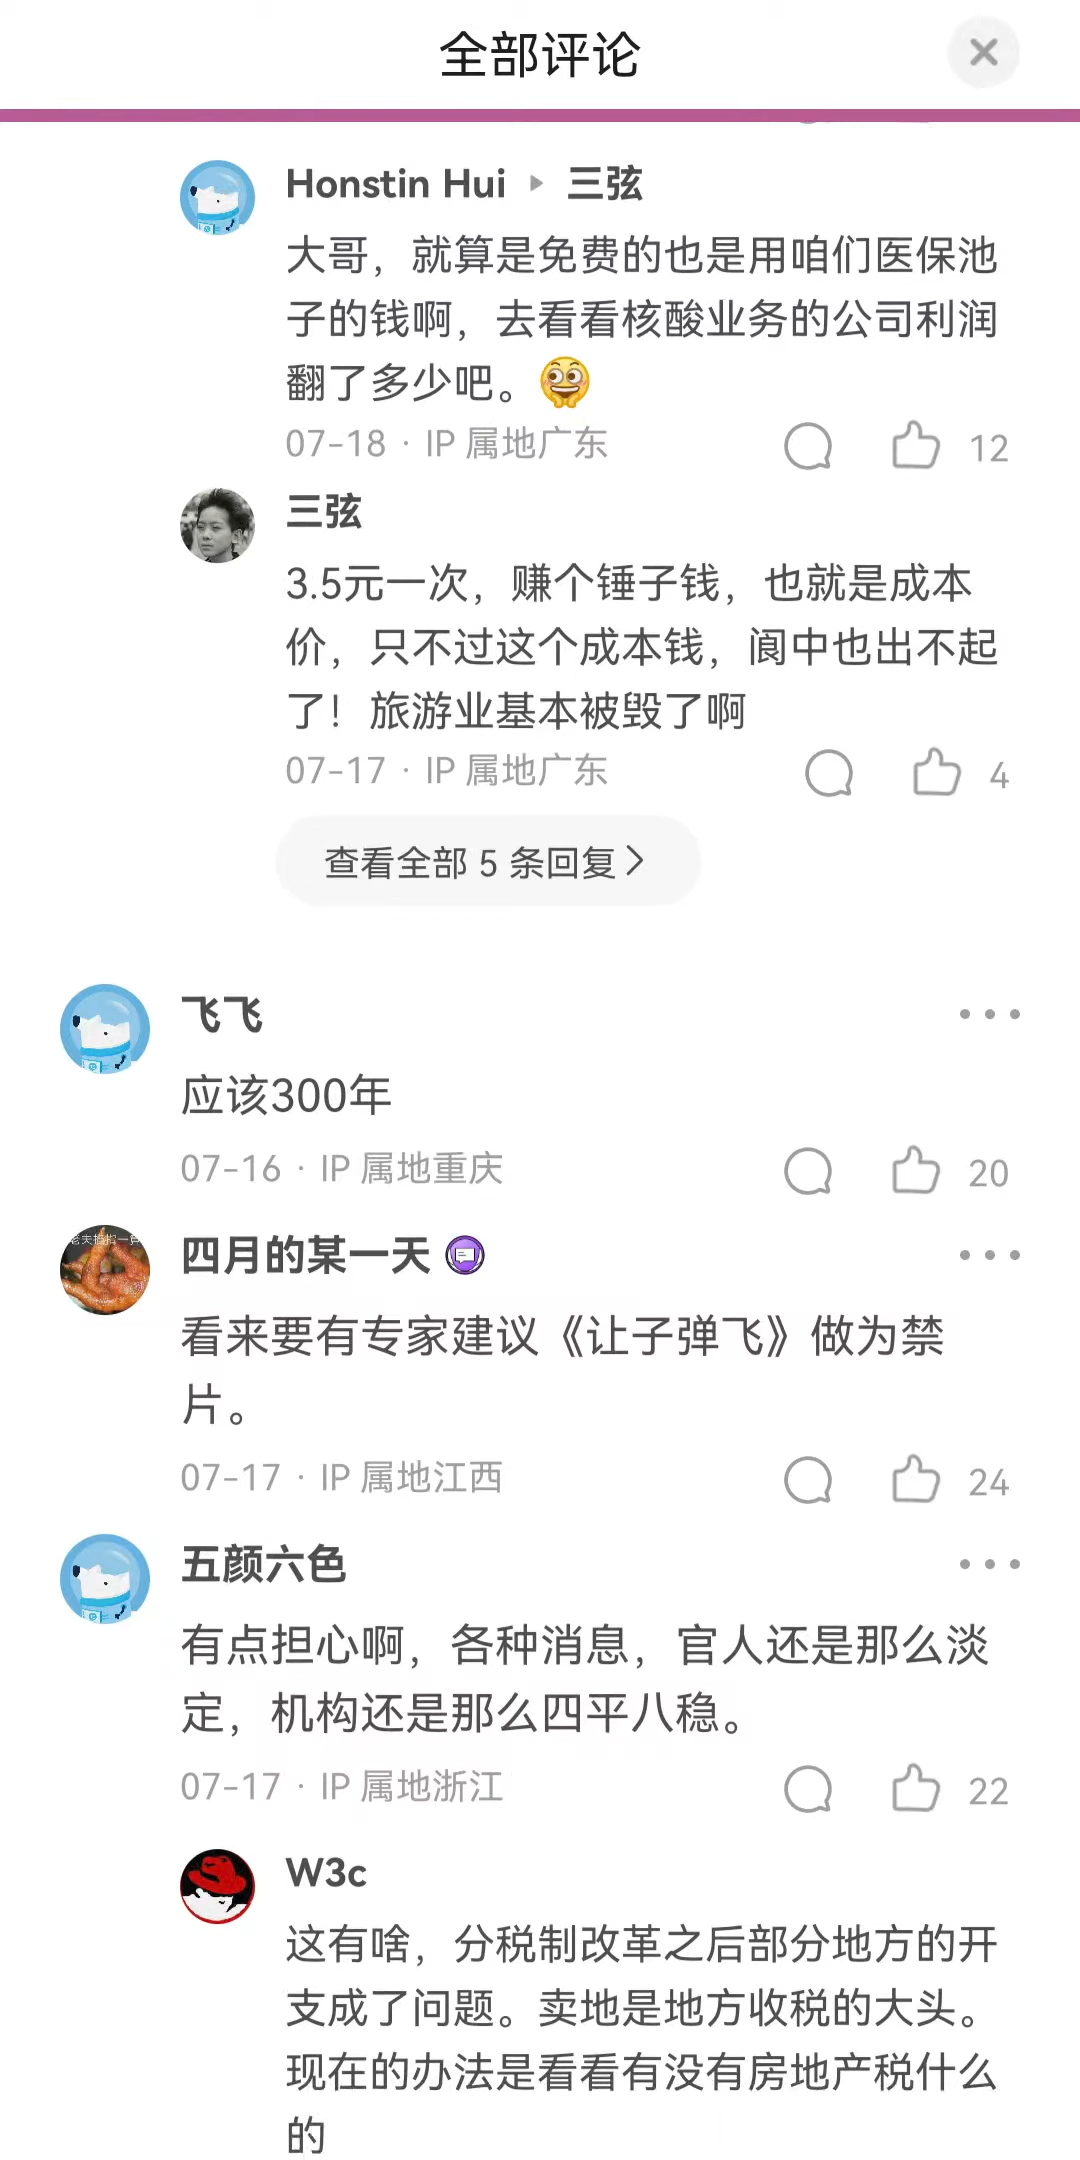 全部评论
Honstin Hui ▸ 三弦
大哥，就算是免费的也是用咱们医保池
子的钱啊，去看看核酸业务的公司利润
翻了多少吧。
07-18 · IP 属地广东
12
三弦
3.5元一次，赚个锤子钱，也就是成本
价，只不过这个成本钱，阆中也出不起
了！旅游业基本被毁了啊
07-17 · IP 属地广东
4
查看全部 5 条回复
飞飞
应该300年
07-16 · IP 属地重庆
20
四月的某一天
看来要有专家建议《让子弹飞》做为禁
片。
07-17 · IP 属地江西
24
五颜六色
有点担心啊，各种消息，官人还是那么淡
定，机构还是那么四平八稳。
07-17 · IP 属地浙江
22
W3c
这有啥，分税制改革之后部分地方的开
支成了问题。卖地是地方收税的大头。
现在的办法是看看有没有房地产税什么
的